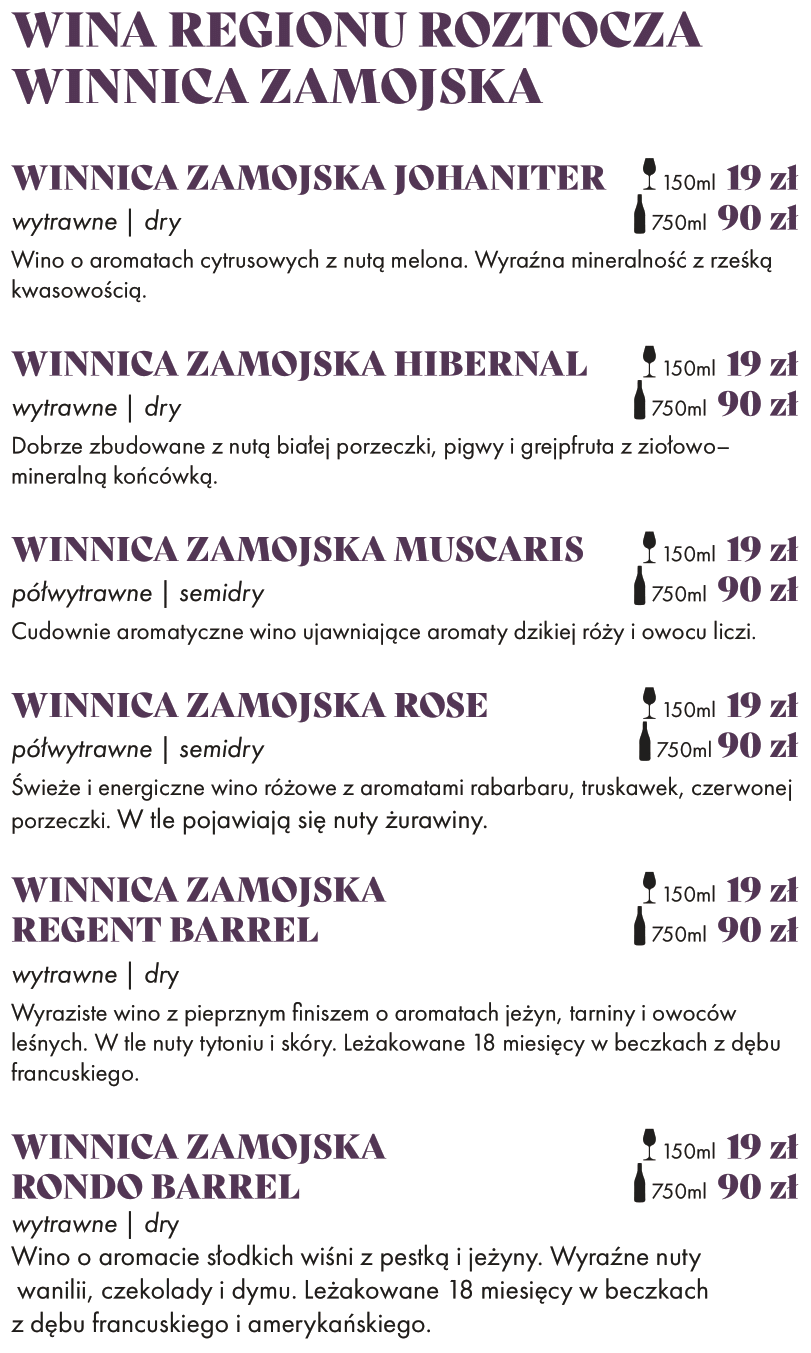 WINA REGIONU ROZTOCZA
WINNICA ZAMOJSKA
WINNICA ZAMOJSKA JOHANITER 150ml 19 zł
wytrawne | dry 750ml 90 zł
Wino o aromatach cytrusowych z nutą melona. Wyraźna mineralność z rześką
kwasowością.
WINNICA ZAMOJSKA HIBERNAL 150ml 19 zł
wytrawne | dry 750ml 90 zł
Dobrze zbudowane z nutą białej porzeczki, pigwy i grejpfruta z ziołowo–
mineralną końcówką.
WINNICA ZAMOJSKA MUSCARIS 150ml 19 zł
półwytrawne | semidry 750ml 90 zł
Cudownie aromatyczne wino ujawniające aromaty dzikiej róży i owocu liczi.
WINNICA ZAMOJSKA ROSE 150ml 19 zł
półwytrawne | semidry 750ml 90 zł
Świeże i energiczne wino różowe z aromatami rabarbaru, truskawek, czerwonej
porzeczki. W tle pojawiają się nuty żurawiny.
WINNICA ZAMOJSKA 150ml 19 zł
REGENT BARREL 750ml 90 zł
wytrawne | dry
Wyraziste wino z pieprznym finiszem o aromatach jeżyn, tarniny i owoców
leśnych. W tle nuty tytoniu i skóry. Leżakowane 18 miesięcy w beczkach z dębu
francuskiego.
WINNICA ZAMOJSKA 150ml 19 zł
RONDO BARREL 750ml 90 zł
wytrawne | dry
Wino o aromacie słodkich wiśni z pestką i jeżyny. Wyraźne nuty
wanilii, czekolady i dymu. Leżakowane 18 miesięcy w beczkach
z dębu francuskiego i amerykańskiego.